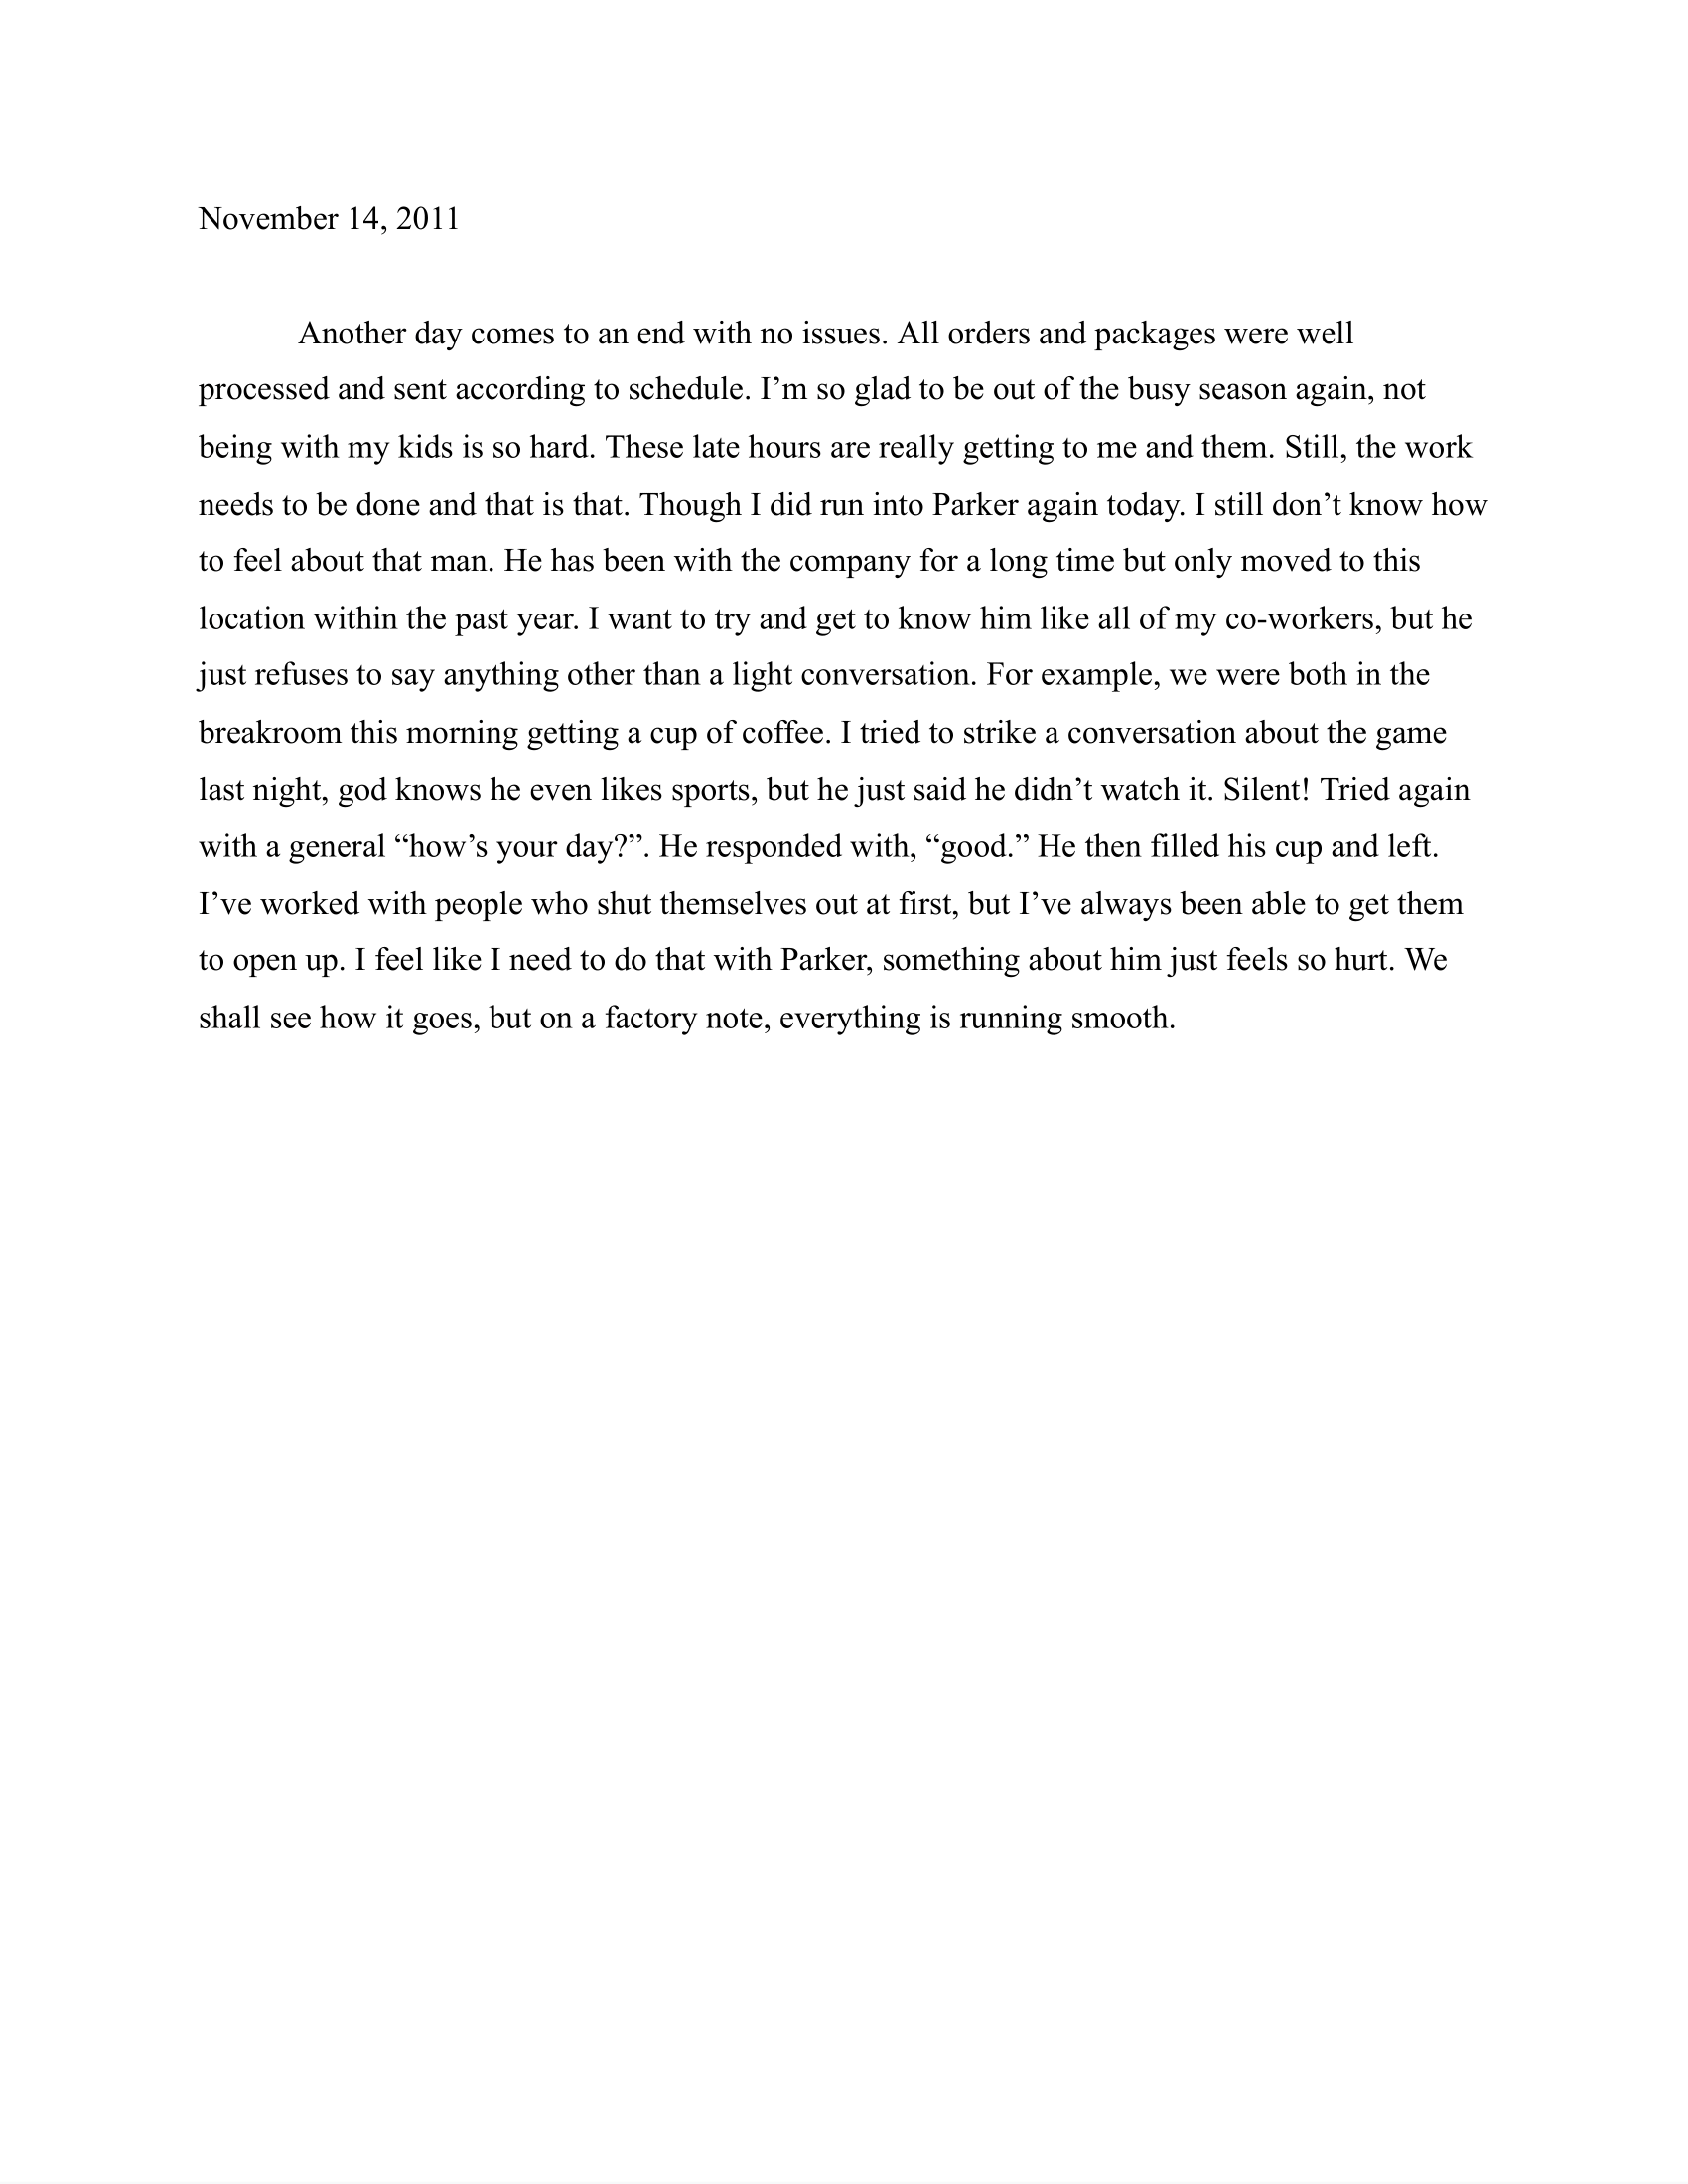 November 14, 2011
Another day comes to an end with no issues. All orders and packages were well
processed and sent according to schedule. I’m so glad to be out of the busy season again, not
being with my kids is so hard. These late hours are really getting to me and them. Still, the work
needs to be done and that is that. Though I did run into Parker again today. I still don’t know how
to feel about that man. He has been with the company for a long time but only moved to this
location within the past year. I want to try and get to know him like all of my co-workers, but he
just refuses to say anything other than a light conversation. For example, we were both in the
breakroom this morning getting a cup of coffee. I tried to strike a conversation about the game
last night, god knows he even likes sports, but he just said he didn’t watch it. Silent! Tried again
with a general “how’s your day?”. He responded with, “good.” He then filled his cup and left.
I’ve worked with people who shut themselves out at first, but I’ve always been able to get them
to open up. I feel like I need to do that with Parker, something about him just feels so hurt. We
shall see how it goes, but on a factory note, everything is running smooth.